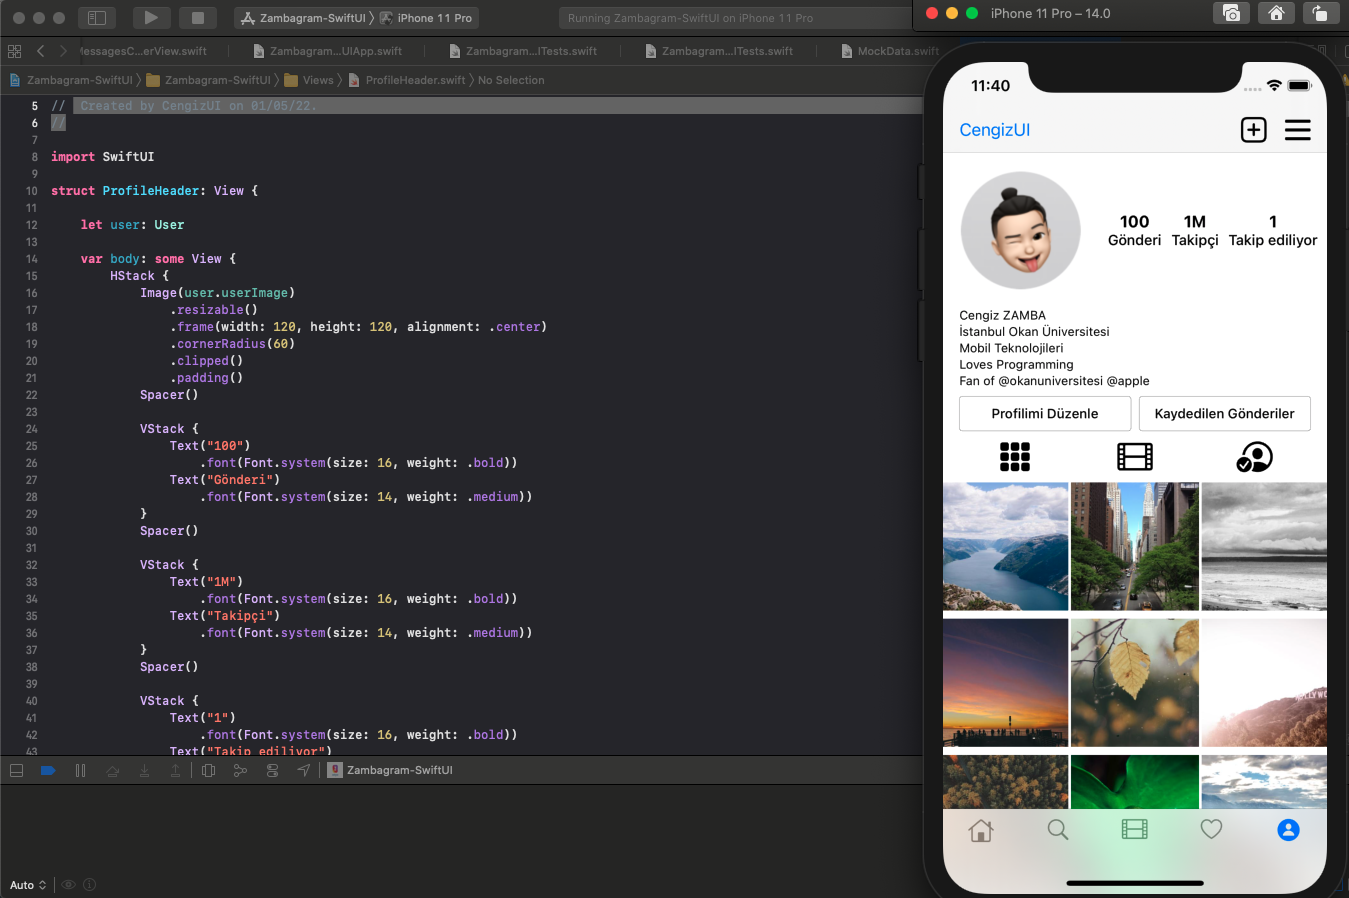 Zambagram-SwiftUI
iPhone 11 Pro
Running Zambagram-SwiftUI on iPhone 11 Pro
iPhone 11 Pro – 14.0
MessagesC...erView.swift
Zambagram...UIApp.swift
Zambagram...ITests.swift
Zambagram...ITests.swift
MockData.swift
Zambagram-SwiftUI
Zambagram-SwiftUI
Views
ProfileHeader.swift
No Selection
5 // Created by CengizUI on 01/05/22.
6 //
7
8 import SwiftUI
9
10 struct ProfileHeader: View {
11
12 let user: User
13
14 var body: some View {
15 HStack {
16 Image(user.userImage)
17 .resizable()
18 .frame(width: 120, height: 120, alignment: .center)
19 .cornerRadius(60)
20 .clipped()
21 .padding()
22 Spacer()
23
24 VStack {
25 Text("100")
26 .font(Font.system(size: 16, weight: .bold))
27 Text("Gönderi")
28 .font(Font.system(size: 14, weight: .medium))
29 }
30 Spacer()
31
32 VStack {
33 Text("1M")
34 .font(Font.system(size: 16, weight: .bold))
35 Text("Takipçi")
36 .font(Font.system(size: 14, weight: .medium))
37 }
38 Spacer()
39
40 VStack {
41 Text("1")
42 .font(Font.system(size: 16, weight: .bold))
43 Text("Takip ediliyor")
Zambagram-SwiftUI
Auto
11:40
CengizUI
100
Gönderi
1M
Takipçi
1
Takip ediliyor
Cengiz ZAMBA
İstanbul Okan Üniversitesi
Mobil Teknolojileri
Loves Programming
Fan of @okanuniversitesi @apple
Profilimi Düzenle
Kaydedilen Gönderiler